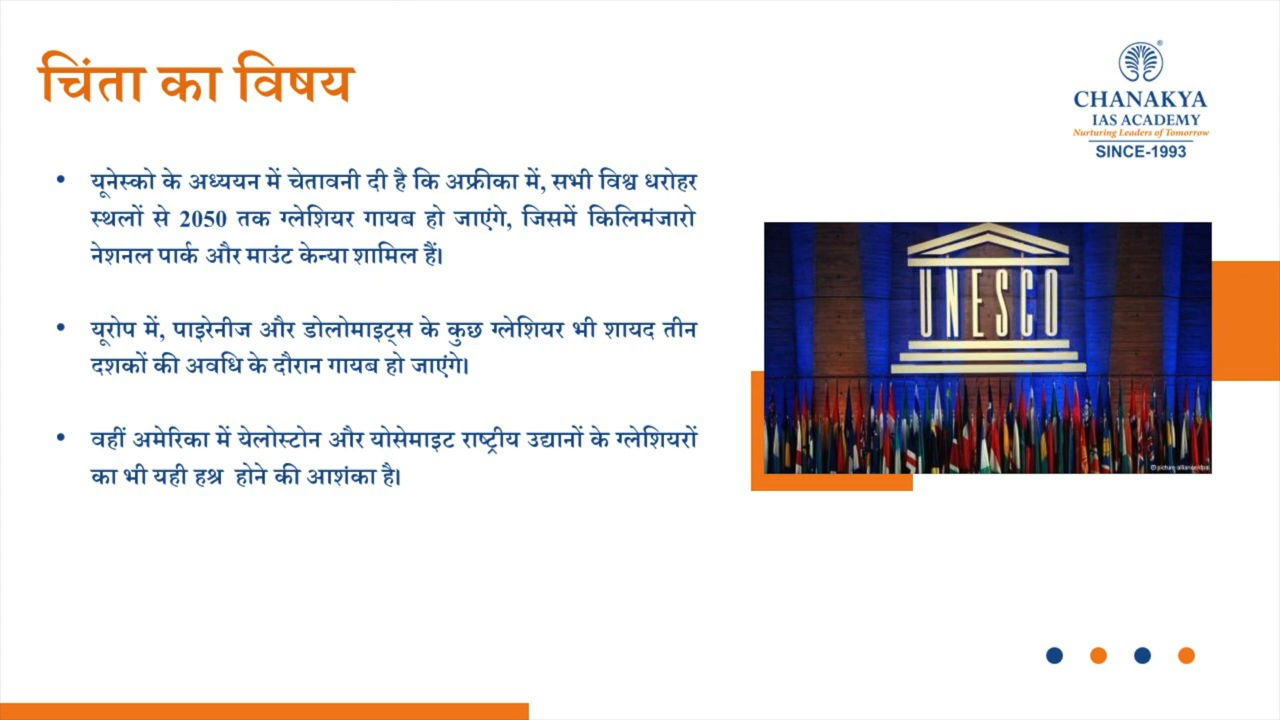 चिंता का विषय
CHANAKYA
IAS ACADEMY
Nurturing Leaders of Tomorrow
SINCE-1993
• यूनेस्को के अध्ययन में चेतावनी दी है कि अफ्रीका में, सभी विश्व धरोहर
स्थलों से 2050 तक ग्लेशियर गायब हो जाएंगे, जिसमें किलिमंजारो
नेशनल पार्क और माउंट केन्या शामिल हैं।
• यूरोप में, पाइरेनीज और डोलोमाइट्स के कुछ ग्लेशियर भी शायद तीन
दशकों की अवधि के दौरान गायब हो जाएंगे।
• वहीं अमेरिका में येलोस्टोन और योसेमाइट राष्ट्रीय उद्यानों के ग्लेशियरों
का भी यही हश्र होने की आशंका है।
UNESCO